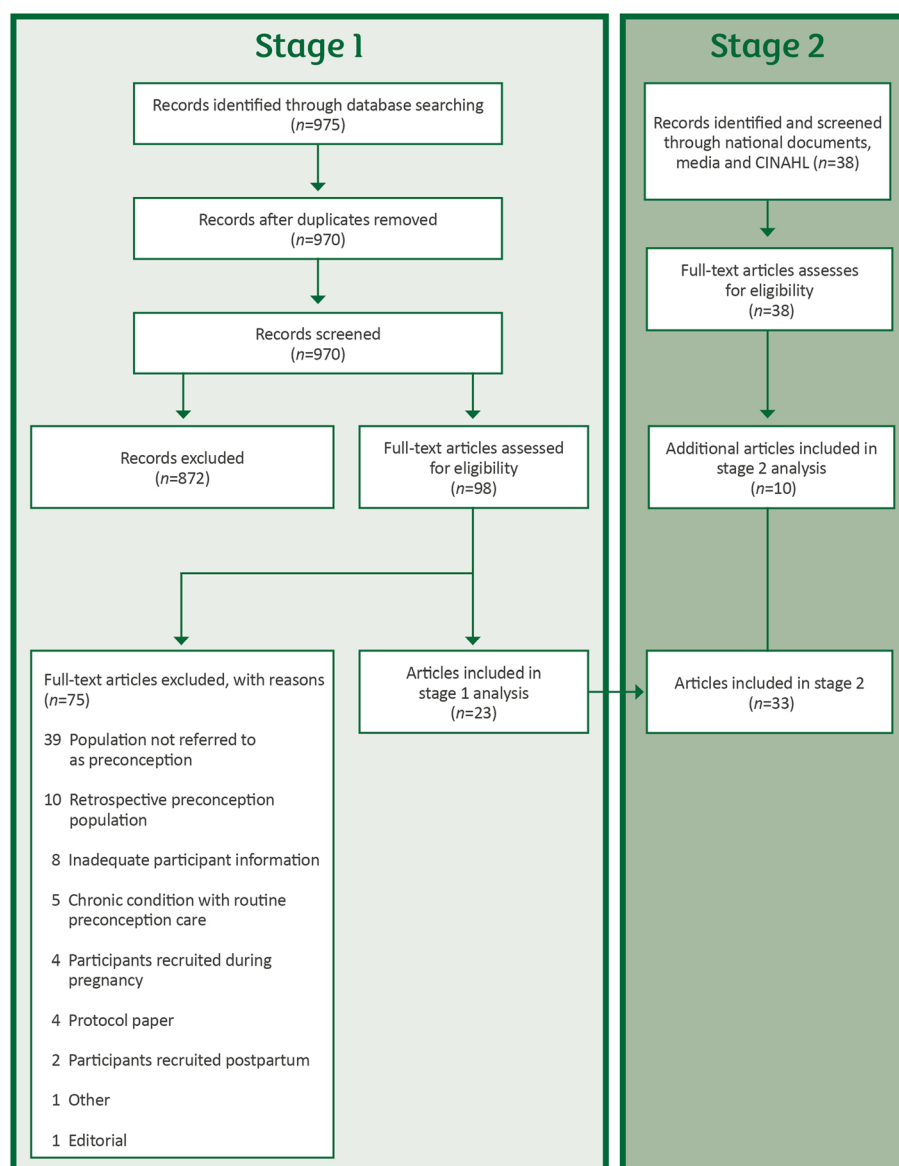 Stage 1
Records identified through database searching
(n=975)
Records after duplicates removed
(n=970)
Records screened
(n=970)
Records excluded
(n=872)
Full-text articles assessed
for eligibility
(n=98)
Full-text articles excluded, with reasons
(n=75)
39 Population not referred to
as preconception
10 Retrospective preconception
population
8 Inadequate participant information
5 Chronic condition with routine
preconception care
4 Participants recruited during
pregnancy
4 Protocol paper
2 Participants recruited postpartum
1 Other
1 Editorial
Articles included in
stage 1 analysis
(n=23)
Stage 2
Records identified and screened
through national documents,
media and CINAHL (n=38)
Full-text articles assesses
for eligibility
(n=38)
Additional articles included in
stage 2 analysis
(n=10)
Articles included in stage 2
(n=33)